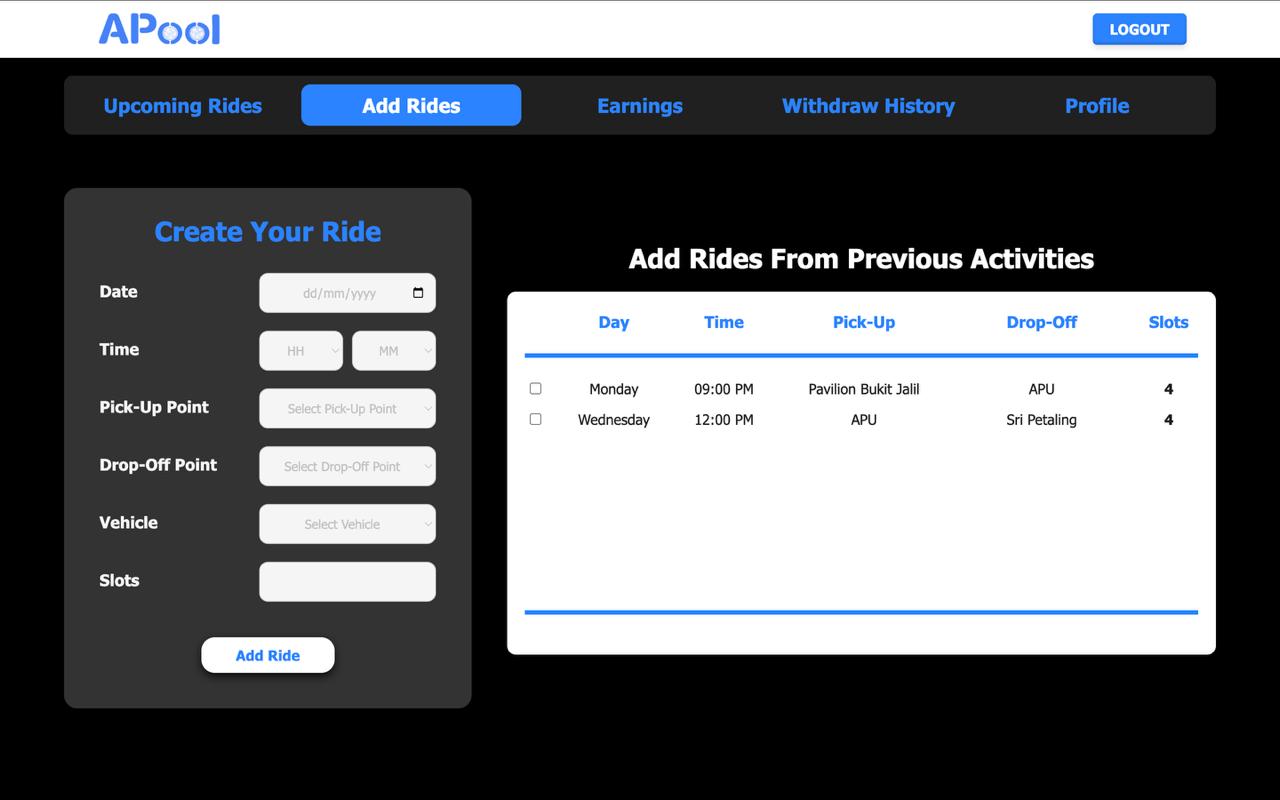 APool
LOGOUT
Upcoming Rides
Add Rides
Earnings
Withdraw History
Profile
Create Your Ride
Date dd/mm/yyyy
Time HH MM
Pick-Up Point Select Pick-Up Point
Drop-Off Point Select Drop-Off Point
Vehicle Select Vehicle
Slots
Add Ride
Add Rides From Previous Activities
Day Time Pick-Up Drop-Off Slots
Monday 09:00 PM Pavilion Bukit Jalil APU 4
Wednesday 12:00 PM APU Sri Petaling 4